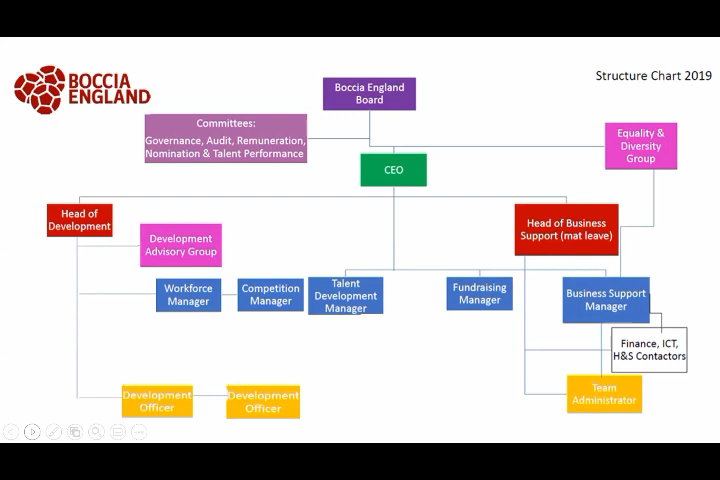 BOCCIA
ENGLAND
Structure Chart 2019
Boccia England
Board
Committees:
Governance, Audit, Remuneration,
Nomination & Talent Performance
Equality &
Diversity
Group
CEO
Head of
Development
Head of Business
Support (mat leave)
Development
Advisory Group
Workforce
Manager
Competition
Manager
Talent
Development
Manager
Fundraising
Manager
Business Support
Manager
Finance, ICT,
H&S Contactors
Development
Officer
Development
Officer
Team
Administrator